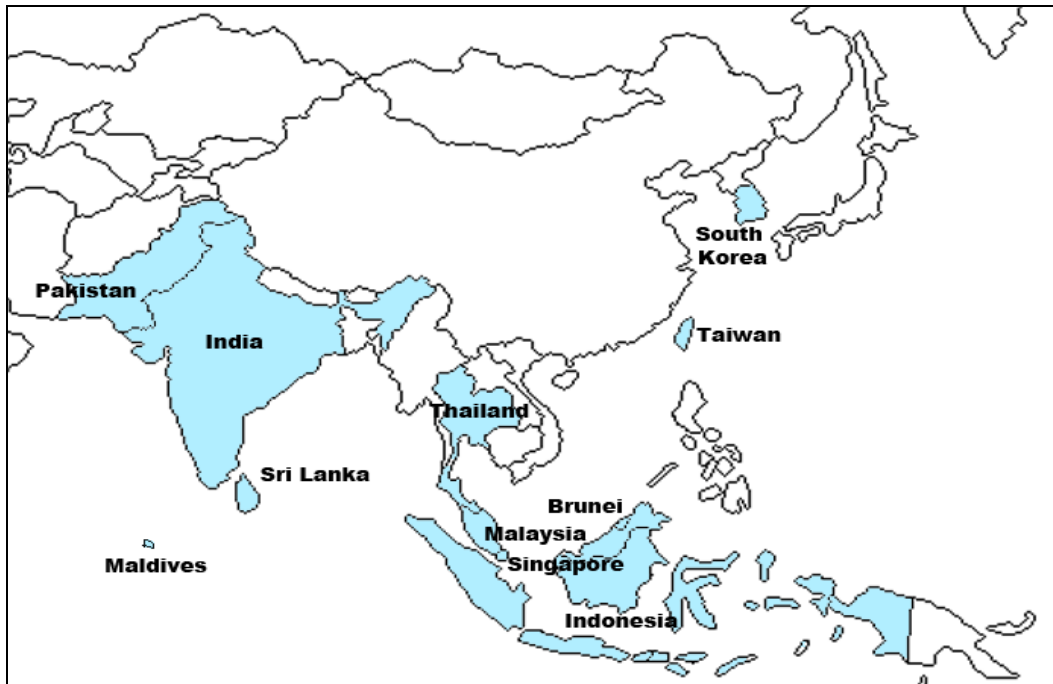 South
Korea
Pakistan
India
Taiwan
Thailand
Sri Lanka
Brunei
Malaysia
Maldives
Singapore
Indonesia